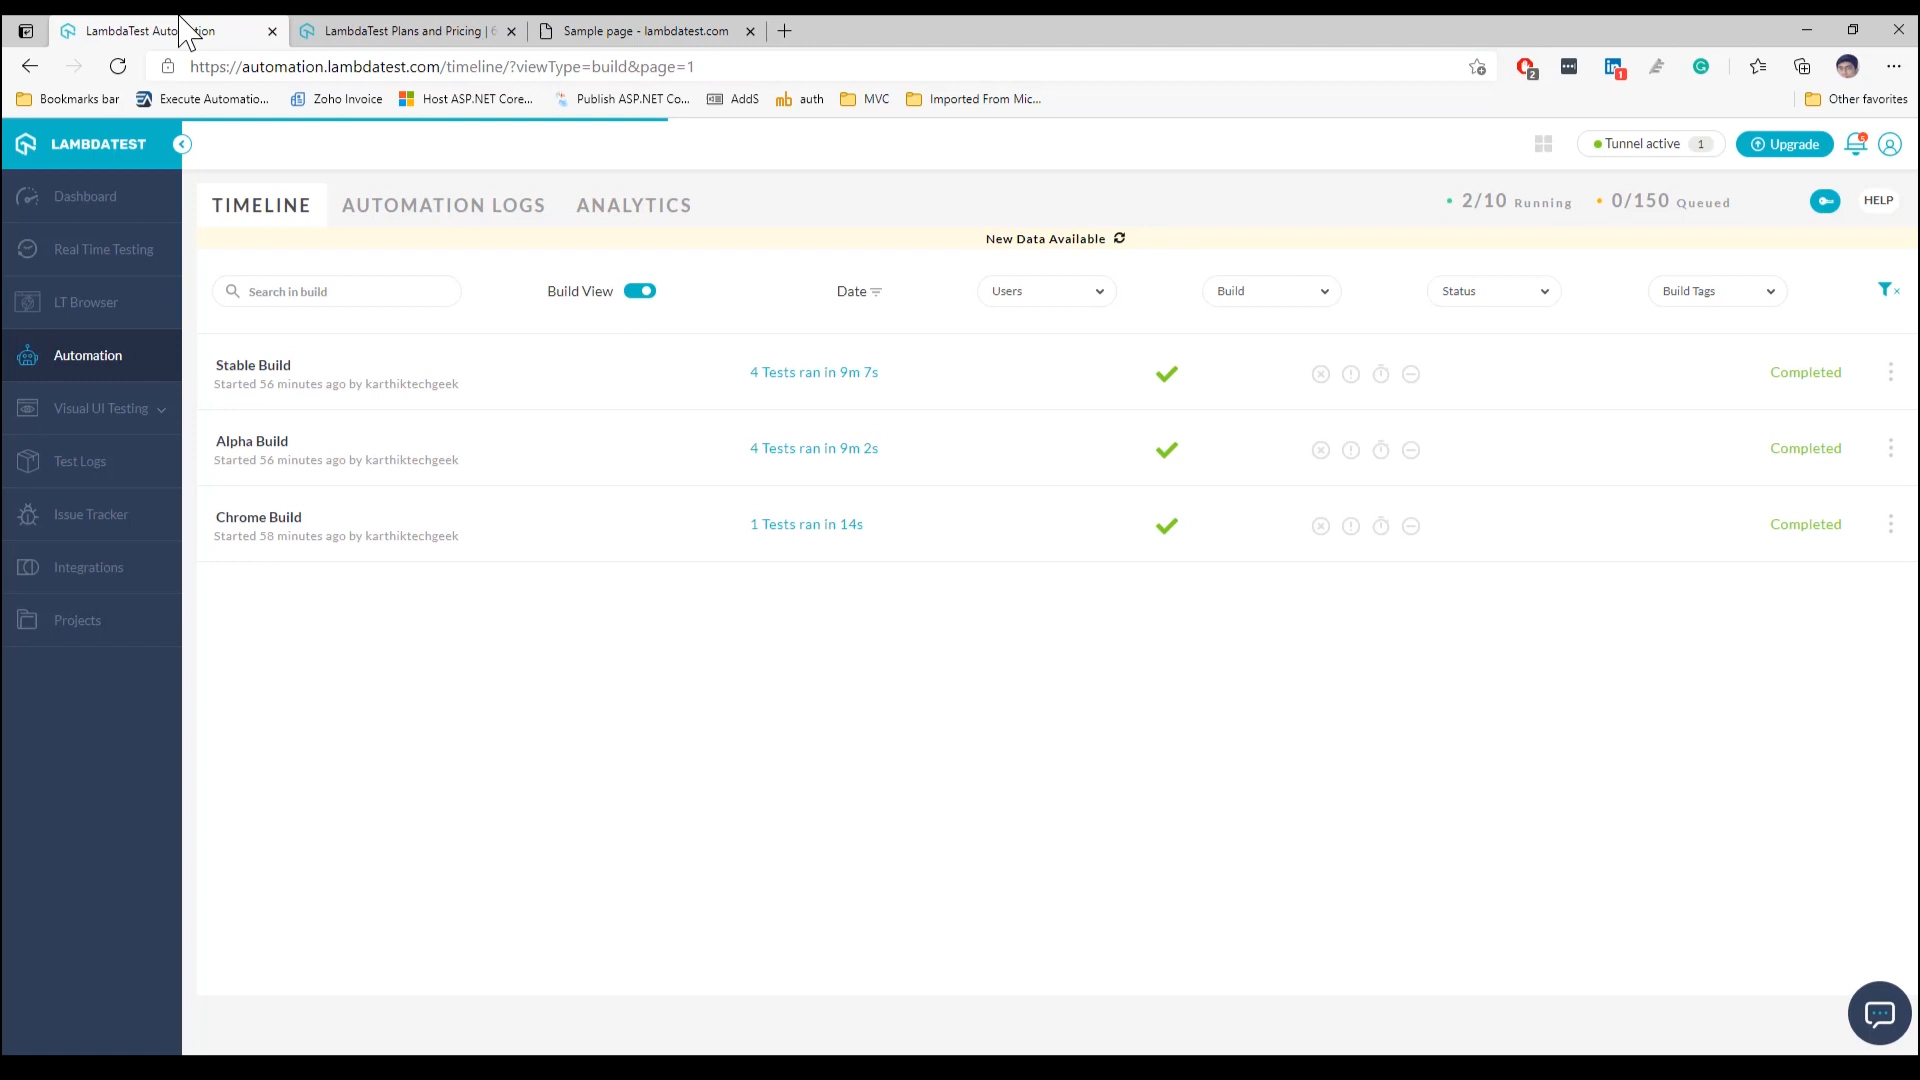 LambdaTest Auto tion
LambdaTest Plans and Pricing | 6
Sample page - lambdatest.com
https://automation.lambdatest.com/timeline/?viewType=build&page=1
2
1
Bookmarks bar
Execute Automatio...
Zoho Invoice
Host ASP.NET Core...
Publish ASP.NET Co...
AddS
auth
MVC
Imported From Mic...
Other favorites
LAMBDATEST
Tunnel active 1
Upgrade
5
Dashboard
Real Time Testing
LT Browser
Automation
Visual UI Testing
Test Logs
Issue Tracker
Integrations
Projects
TIMELINE
AUTOMATION LOGS
ANALYTICS
2/10 Running
0/150 Queued
HELP
New Data Available
Search in build
Build View
Date
Users
Build
Status
Build Tags
Stable Build
Started 56 minutes ago by karthiktechgeek
4 Tests ran in 9m 7s
Completed
Alpha Build
Started 56 minutes ago by karthiktechgeek
4 Tests ran in 9m 2s
Completed
Chrome Build
Started 58 minutes ago by karthiktechgeek
1 Tests ran in 14s
Completed